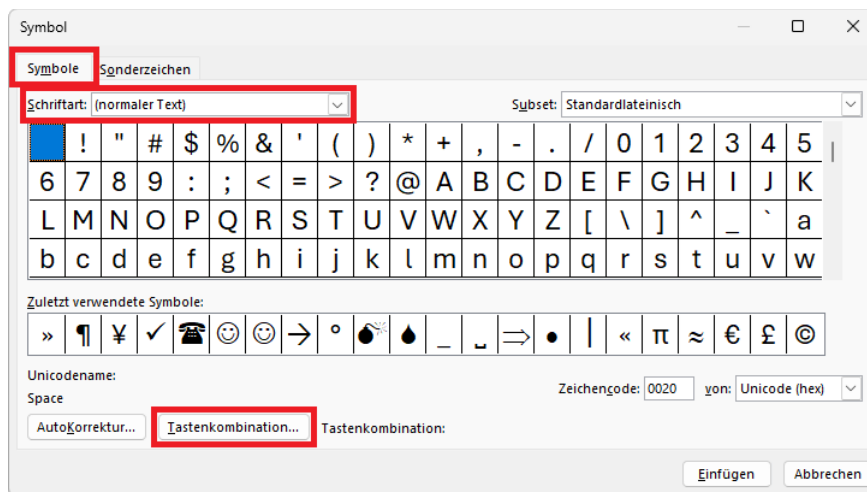 Symbol
Symbole Sonderzeichen
Schriftart: (normaler Text) Subset: Standardlateinisch
! " # $ % & ' ( ) * + , - . / 0 1 2 3 4 5
6 7 8 9 : ; < = > ? @ A B C D E F G H I J K
L M N O P Q R S T U V W X Y Z [ \ ] ^ _ ` a
b c d e f g h i j k l m n o p q r s t u v w
Zuletzt verwendete Symbole:
» ¶ ¥ ✓ ☎ ☺ ☺ → ° 💣 🌢 _ ␣ ⇒ • | « π ≈ € £ ©
Unicodename:
Space
Zeichencode: 0020 von: Unicode (hex)
AutoKorrektur... Tastenkombination... Tastenkombination:
Einfügen Abbrechen